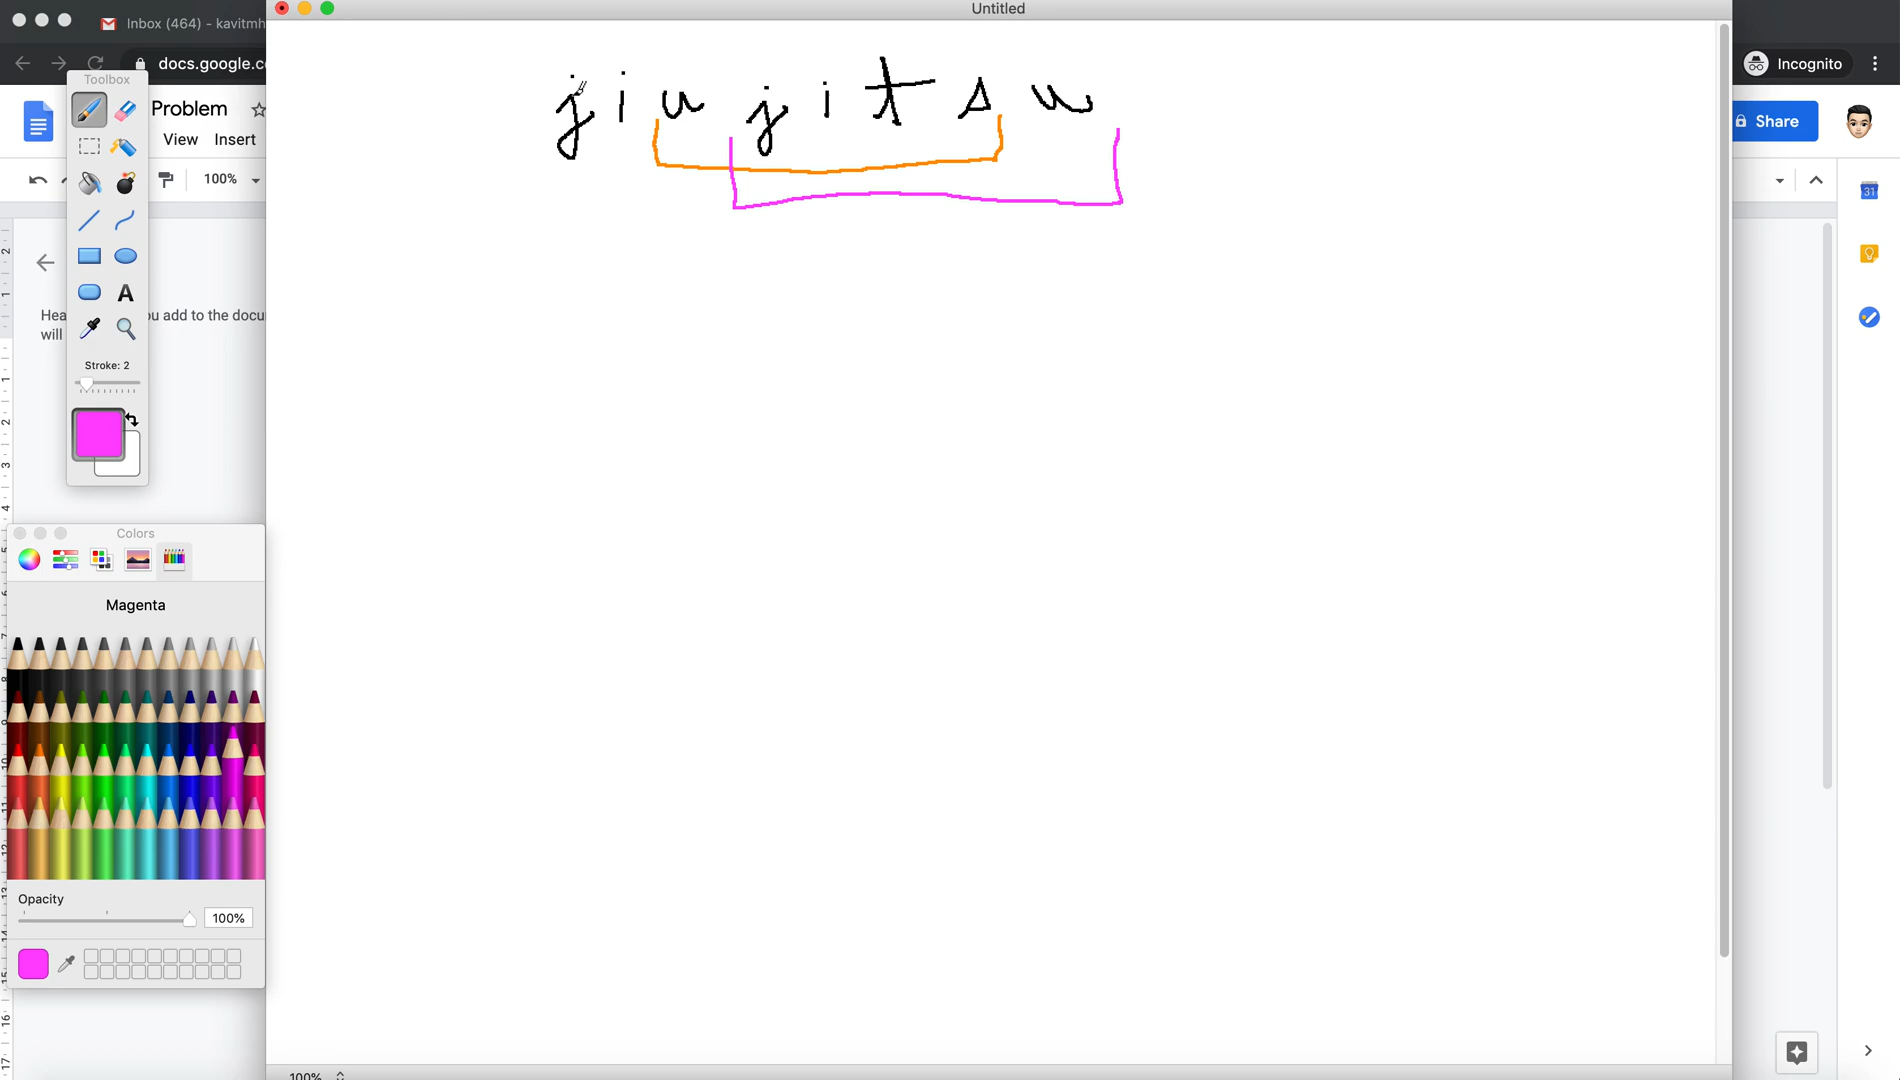 Untitled
Inbox (464) - kavitmh
docs.google.c
Incognito
Toolbox
j i u j i t s u
Problem
Share
View Insert
100%
31
Hea
u add to the docu
will
Stroke: 2
Colors
Magenta
Opacity
100%
100%